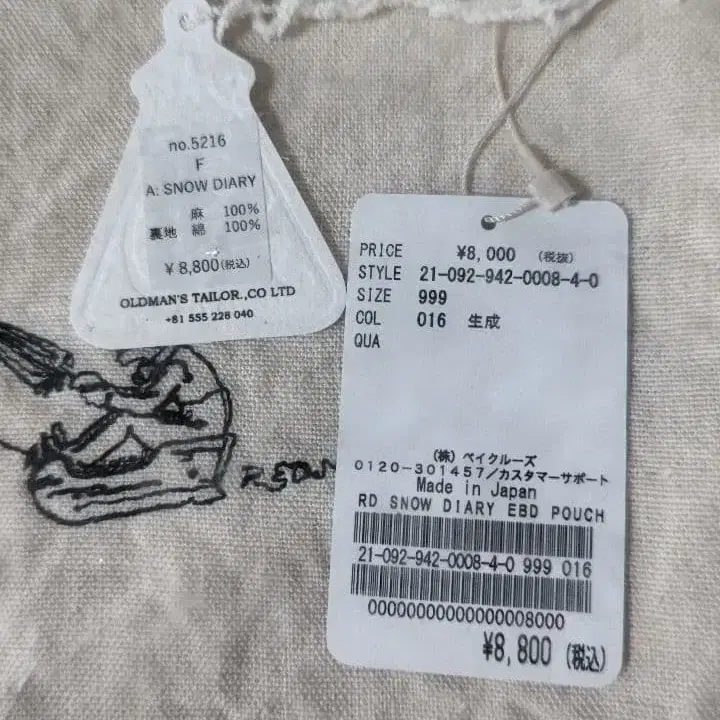 no.5216
F
A: SNOW DIARY
麻 100%
裏地 綿 100%
¥8,800(税込)
OLDMAN'S TAILOR.,CO LTD
+81 555 228 040
PRICE ¥8,000 (税抜)
STYLE 21-092-942-0008-4-0
SIZE 999
COL 016 生成
QUA
(株)ベイクルーズ
0120-301457/カスタマーサポート
Made in Japan
RD SNOW DIARY EBD POUCH
21-092-942-0008-4-0 999 016
00000000000000008000
¥8,800 (税込)